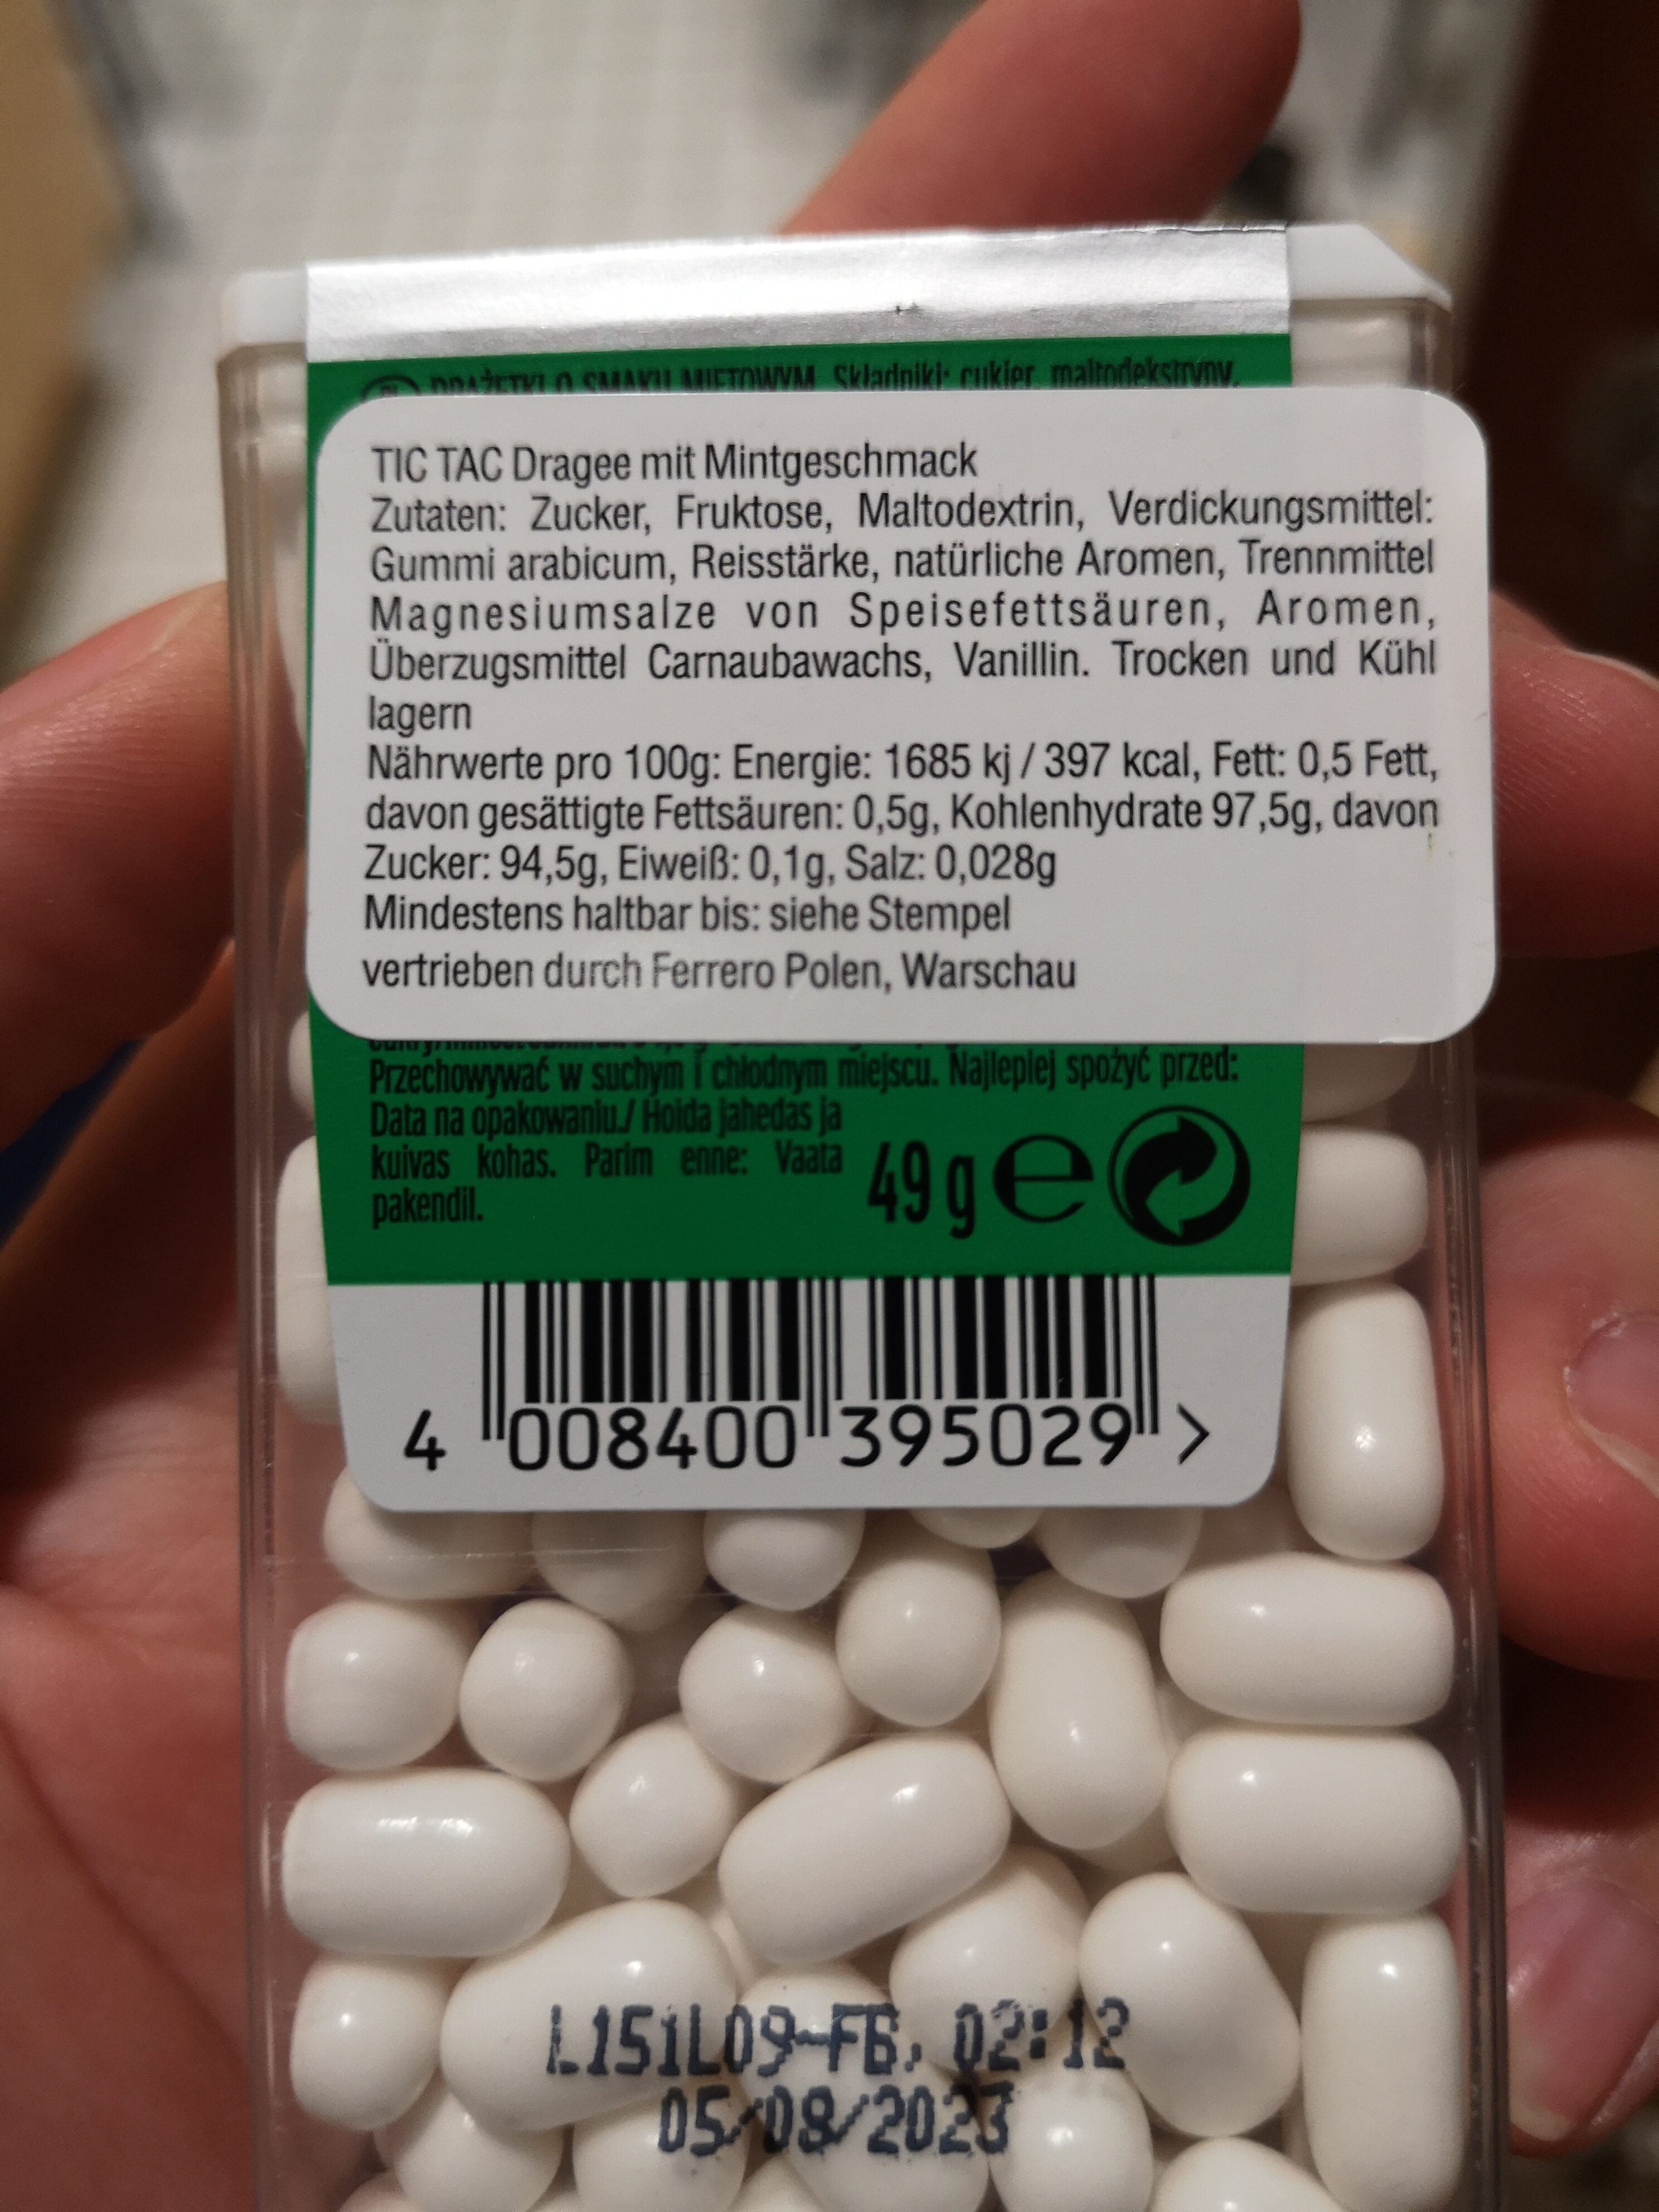 DRAŻETKI O SMAKU MIĘTOWYM. Składniki: cukier, maltodekstryny,
TIC TAC Dragee mit Mintgeschmack
Zutaten: Zucker, Fruktose, Maltodextrin, Verdickungsmittel:
Gummi arabicum, Reisstärke, natürliche Aromen, Trennmittel
Magnesiumsalze von Speisefettsäuren, Aromen,
Überzugsmittel Carnaubawachs, Vanillin. Trocken und Kühl
lagern
Nährwerte pro 100g: Energie: 1685 kj / 397 kcal, Fett: 0,5 Fett,
davon gesättigte Fettsäuren: 0,5g, Kohlenhydrate 97,5g, davon
Zucker: 94,5g, Eiweiß: 0,1g, Salz: 0,028g
Mindestens haltbar bis: siehe Stempel
vertrieben durch Ferrero Polen, Warschau
Przechowywać w suchym i chłodnym miejscu. Najlepiej spożyć przed:
Data na opakowaniu./ Hoida jahedas ja
kuivas kohas. Parim enne: Vaata
pakendil.
49 g e
4 008400 395029 >
L151L09-FB, 02:12
05/08/2023